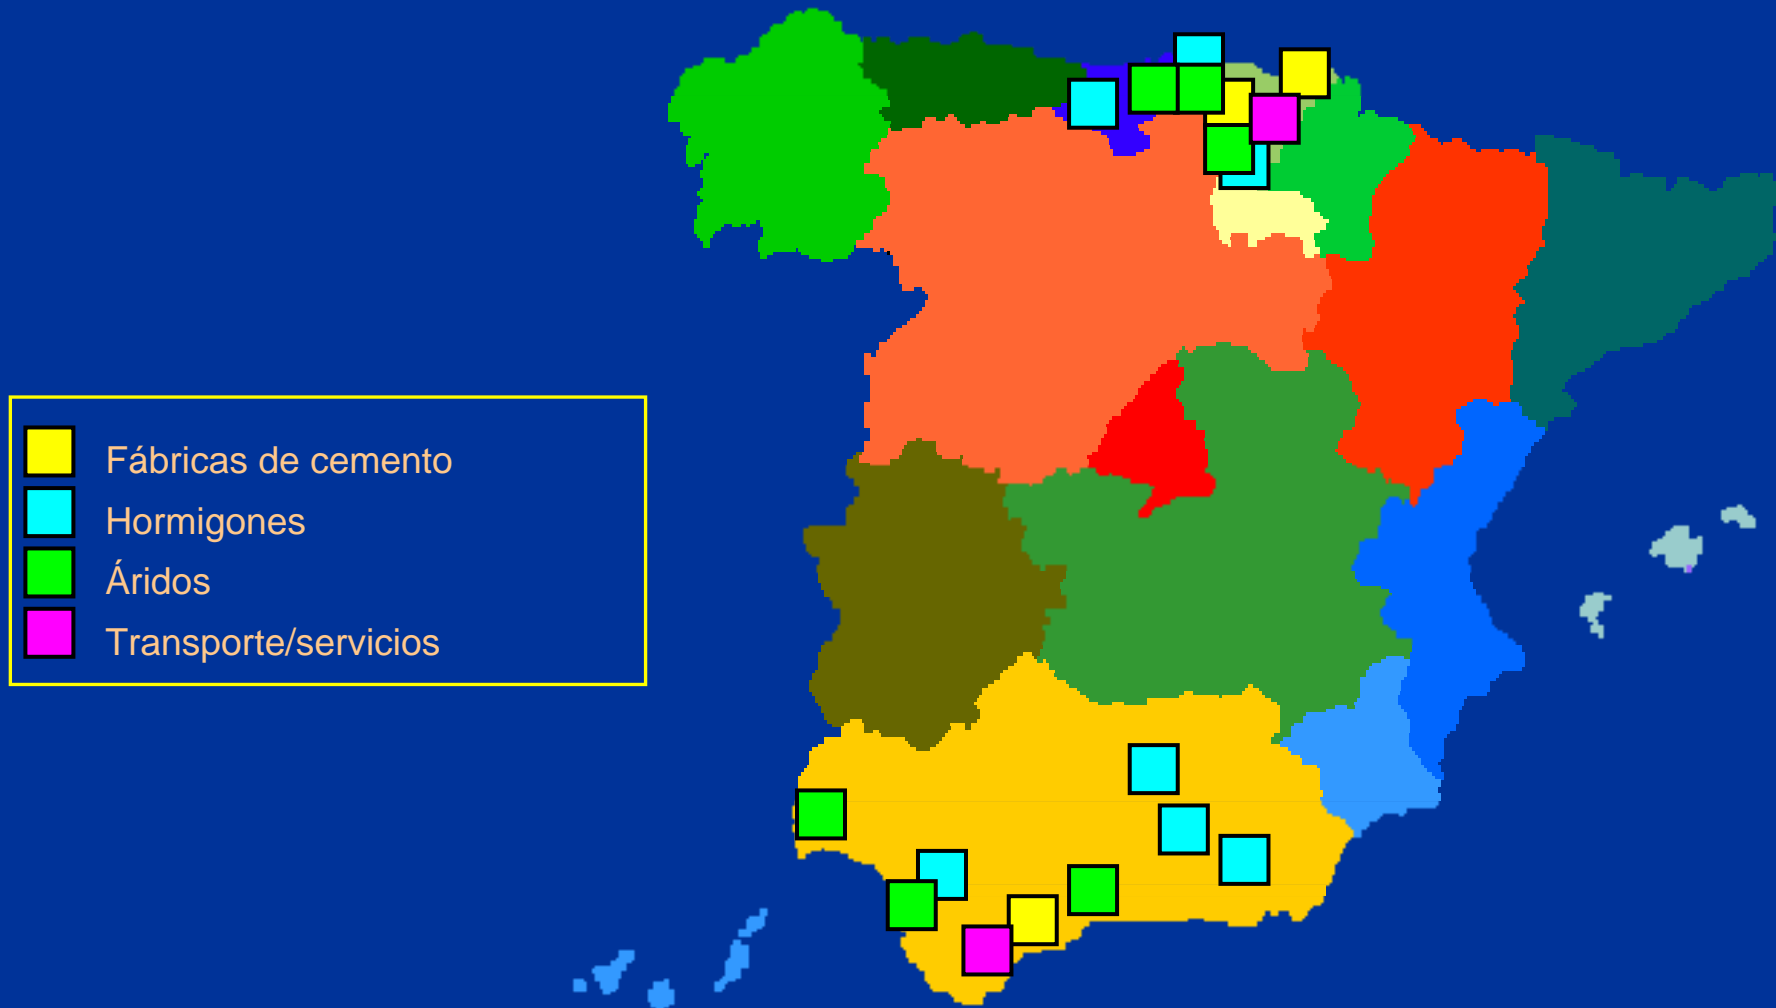 Fábricas de cemento
Hormigones
Áridos
Transporte/servicios